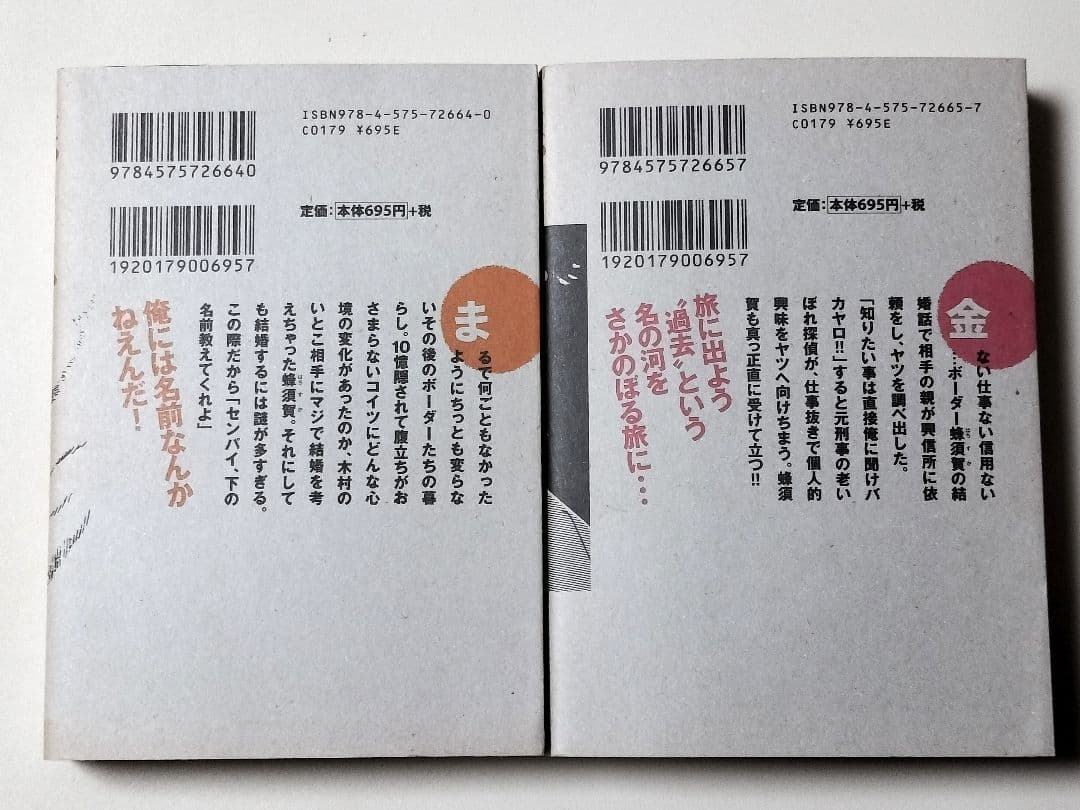 ISBN978-4-575-72664-0
C0179 ¥695E
9784575726640
定価：本体695円+税
1920179006957
まるで何ごともなかった
ようにちっとも変らな
いその後のボーダーたちの暮
らし。10億隠されて腹立ちがお
さまらないコイツにどんな心
境の変化があったのか、木村の
いとこ相手にマジで結婚を考
えちゃった蜂須賀。それにして
はちすか
も結婚するには謎が多すぎる。
この際だから「センパイ、下の
名前教えてくれよ」
俺には名前なんか
ねえんだ！
ISBN978-4-575-72665-7
C0179 ¥695E
9784575726657
定価：本体695円+税
1920179006957
金ない仕事ない信用ない
…ボーダー蜂須賀の結
はちすか
婚話で相手の親が興信所に依
頼をし、ヤツを調べ出した。
「知りたい事は直接俺に聞けバ
カヤロ!!」すると元刑事の老い
ぼれ探偵が、仕事抜きで個人的
興味をヤツへ向けちまう。蜂須
賀も真っ正直に受けて立つ!!
旅に出よう
〝過去〟という
名の河を
さかのぼる旅に…